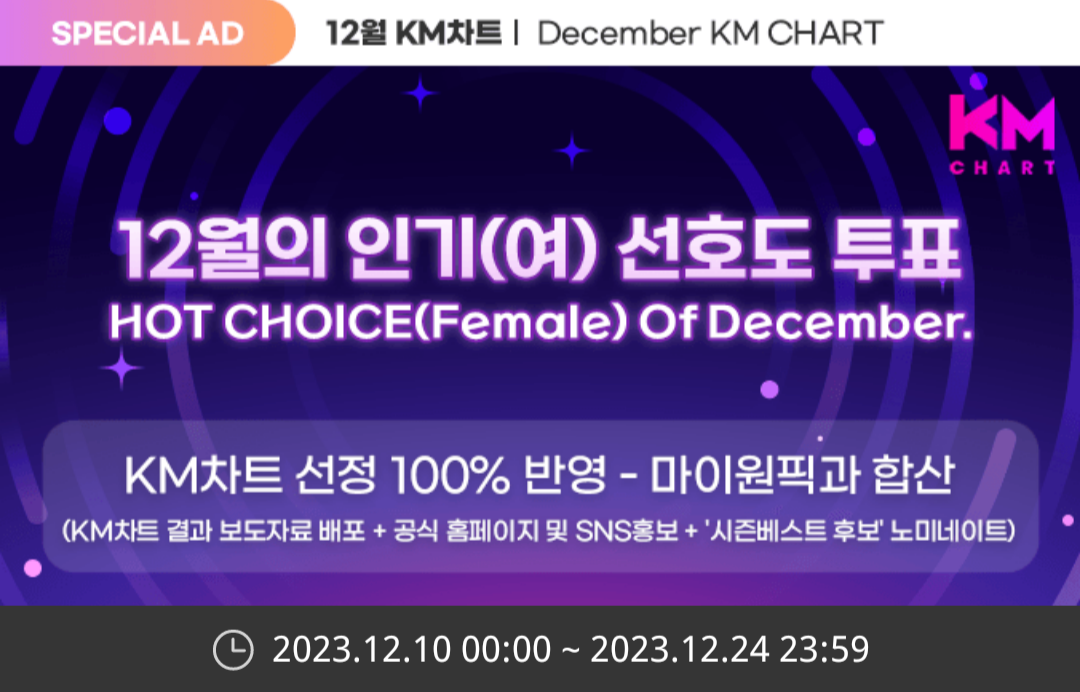 SPECIAL AD
12월 KM차트 | December KM CHART
KM
CHART
12월의 인기(여) 선호도 투표
HOT CHOICE(Female) Of December.
KM차트 선정 100% 반영 - 마이원픽과 합산
(KM차트 결과 보도자료 배포 + 공식 홈페이지 및 SNS홍보 + '시즌베스트 후보' 노미네이트)
2023.12.10 00:00 ~ 2023.12.24 23:59